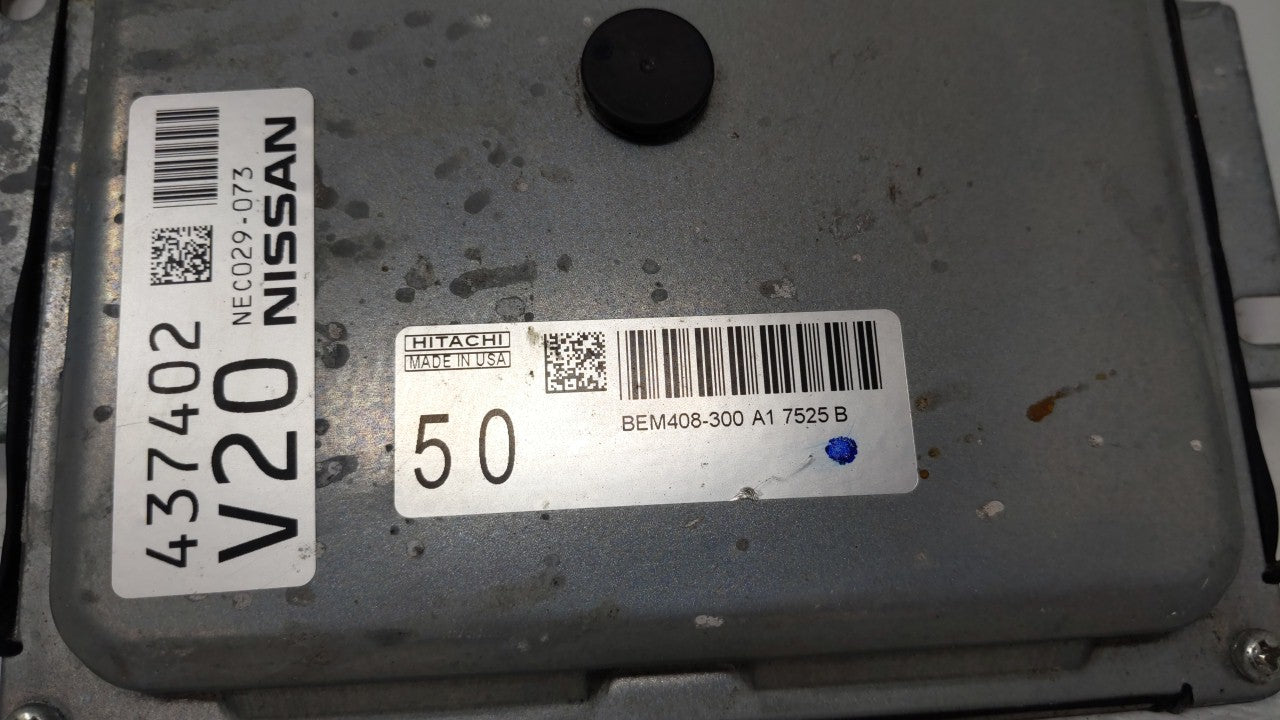 437402
V20
NEC029-073
NISSAN
HITACHI
MADE IN USA
50
BEM408-300 A1 7525 B